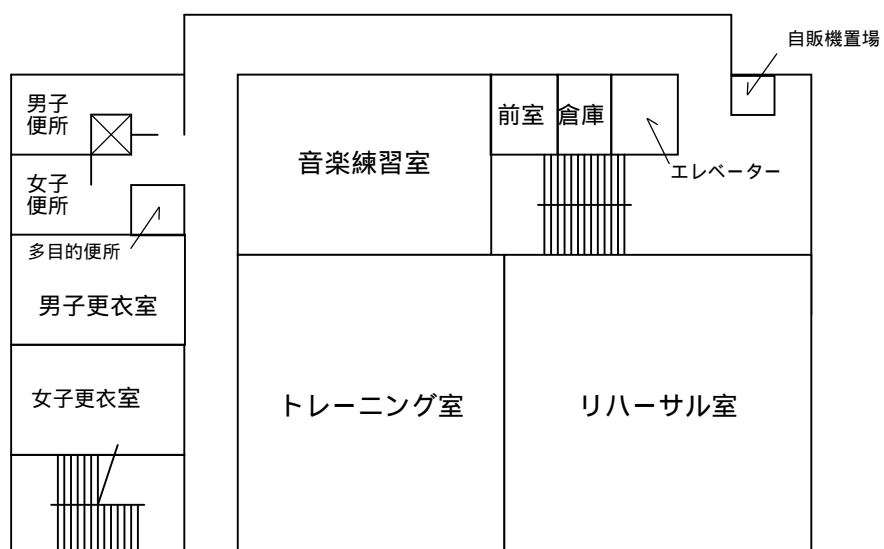 自販機置場
男子
便所
前室
倉庫
音楽練習室
エレベーター
女子
便所
多目的便所
男子更衣室
女子更衣室
トレーニング室
リハーサル室